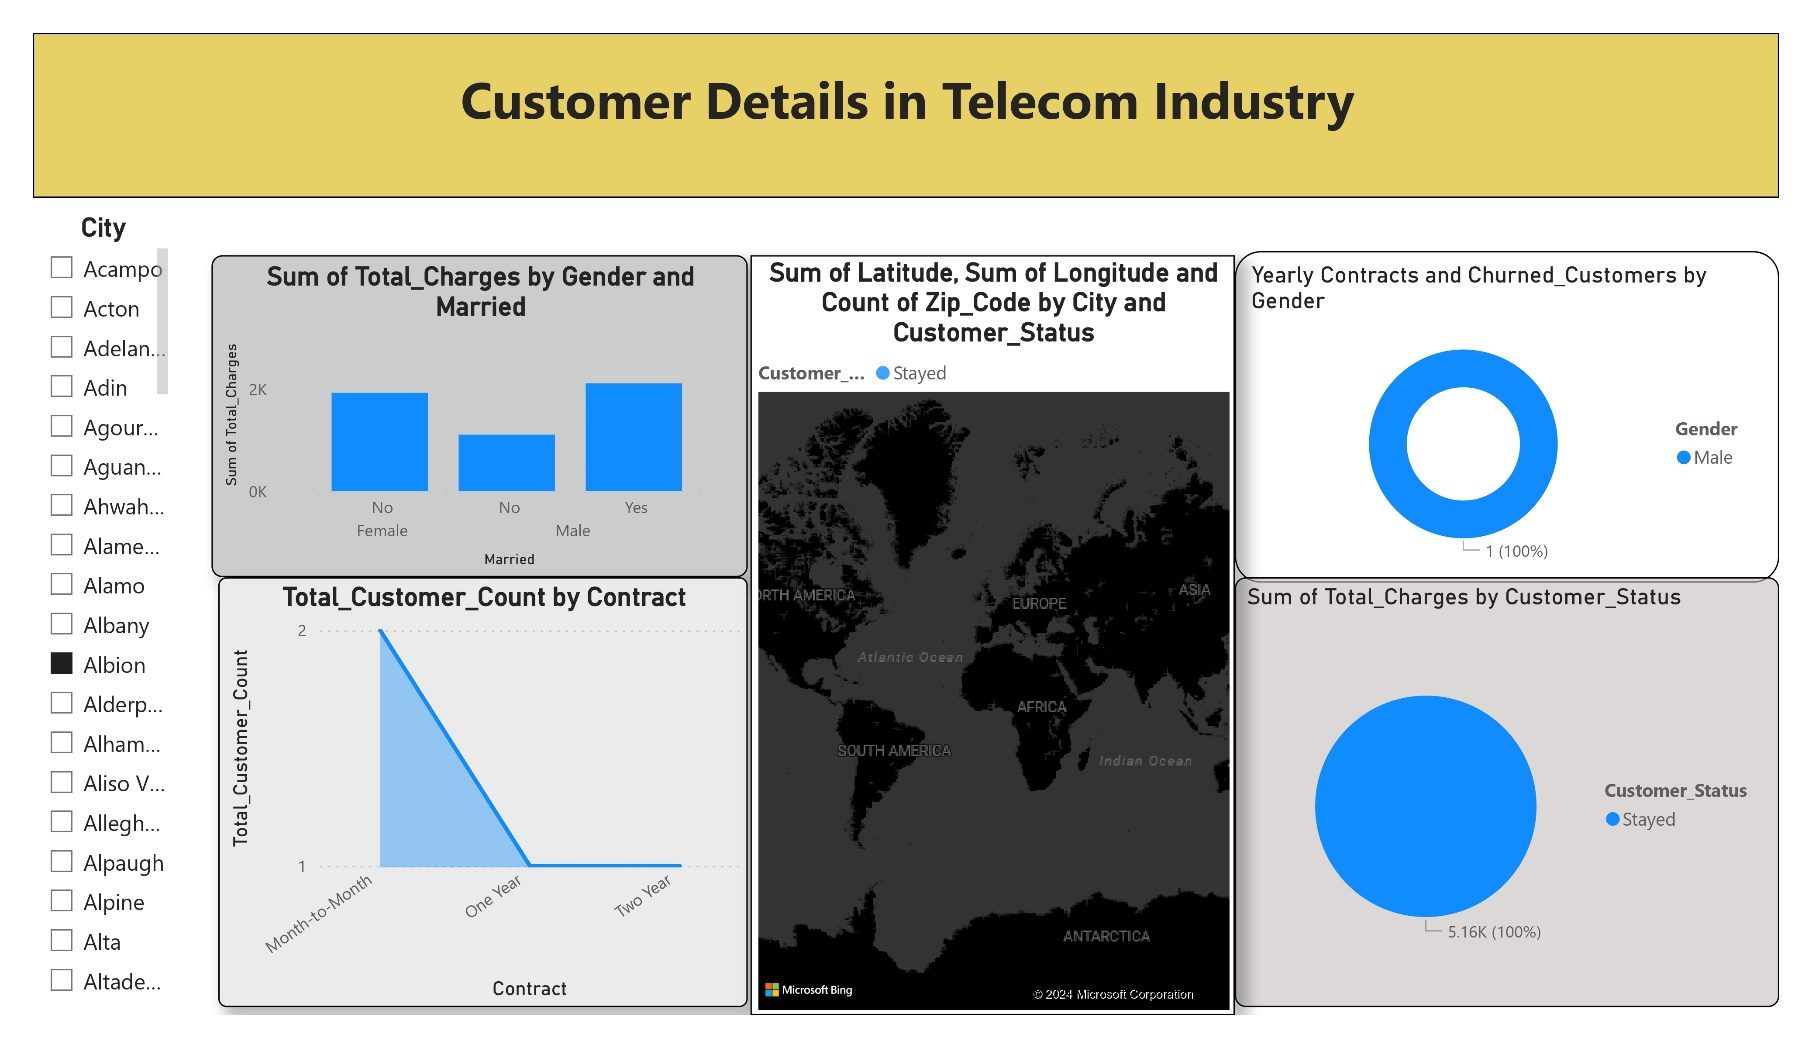 Customer Details in Telecom Industry
City
Acampo
Acton
Adelan...
Adin
Agour...
Aguan...
Ahwah...
Alame...
Alamo
Albany
Albion
Alderp...
Alham...
Aliso V...
Allegh...
Alpaugh
Alpine
Alta
Altade...
Sum of Total_Charges by Gender and
Married
Sum of Total_Charges
2K
0K
No
No
Yes
Female
Male
Married
Total_Customer_Count by Contract
Total_Customer_Count
2
1
Month-to-Month
One Year
Two Year
Contract
Sum of Latitude, Sum of Longitude and
Count of Zip_Code by City and
Customer_Status
Customer_... Stayed
ORTH AMERICA
EUROPE
ASIA
Atlantic Ocean
AFRICA
SOUTH AMERICA
Indian Ocean
ANTARCTICA
Microsoft Bing
© 2024 Microsoft Corporation
Yearly Contracts and Churned_Customers by
Gender
Gender
Male
1 (100%)
Sum of Total_Charges by Customer_Status
Customer_Status
Stayed
5.16K (100%)